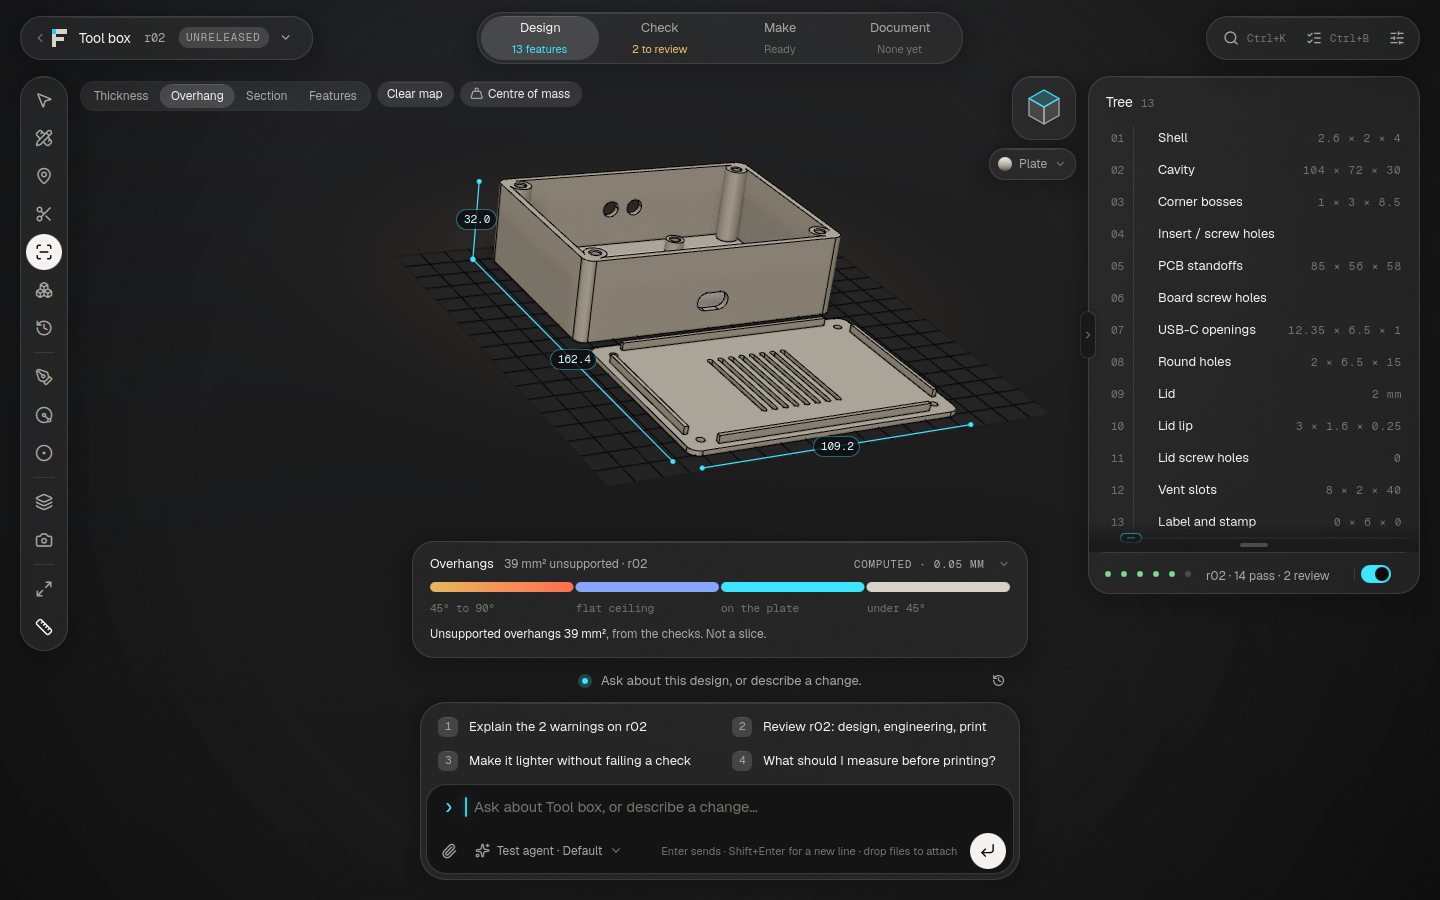 Tool box r02 UNRELEASED
Design
13 features
Check
2 to review
Make
Ready
Document
None yet
Ctrl+K Ctrl+B
Thickness Overhang Section Features Clear map Centre of mass
Plate
32.0
162.4
109.2
Tree 13
01 Shell 2.6 × 2 × 4
02 Cavity 104 × 72 × 30
03 Corner bosses 1 × 3 × 8.5
04 Insert / screw holes
05 PCB standoffs 85 × 56 × 58
06 Board screw holes
07 USB-C openings 12.35 × 6.5 × 1
08 Round holes 2 × 6.5 × 15
09 Lid 2 mm
10 Lid lip 3 × 1.6 × 0.25
11 Lid screw holes 0
12 Vent slots 8 × 2 × 40
13 Label and stamp 0 × 6 × 0
r02 · 14 pass · 2 review
Overhangs 39 mm² unsupported · r02 COMPUTED · 0.05 MM
45° to 90° flat ceiling on the plate under 45°
Unsupported overhangs 39 mm², from the checks. Not a slice.
Ask about this design, or describe a change.
1 Explain the 2 warnings on r02
2 Review r02: design, engineering, print
3 Make it lighter without failing a check
4 What should I measure before printing?
Ask about Tool box, or describe a change...
Test agent · Default
Enter sends · Shift+Enter for a new line · drop files to attach